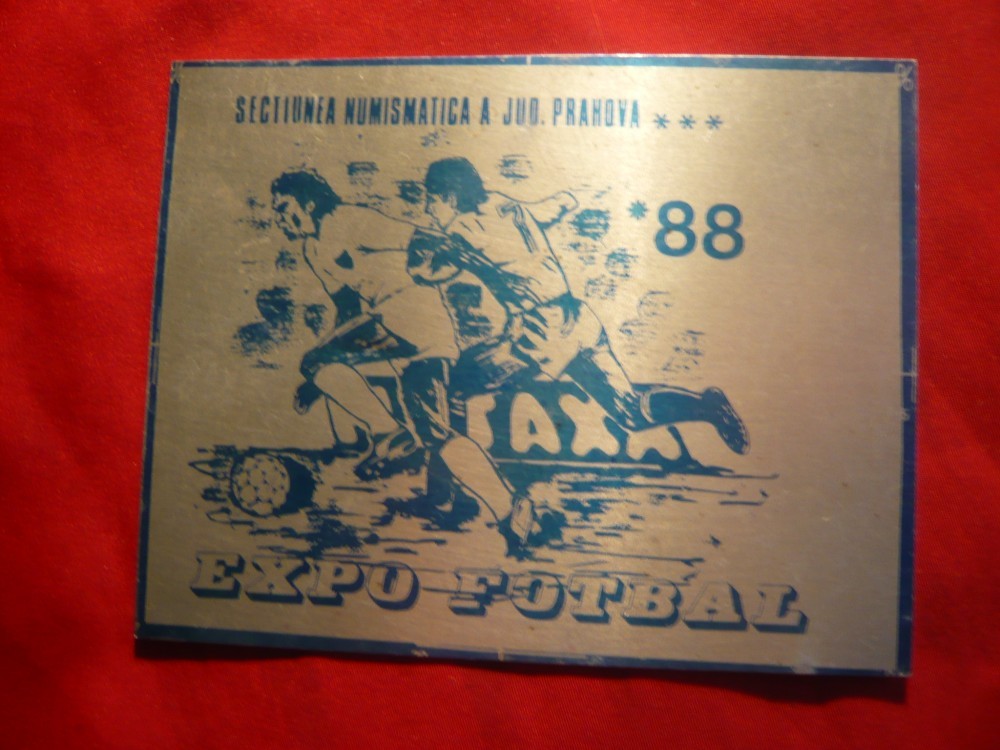 SECTIUNEA NUMISMATICA A JUD. PRAHOVA ***
*88
EXPO FOTBAL